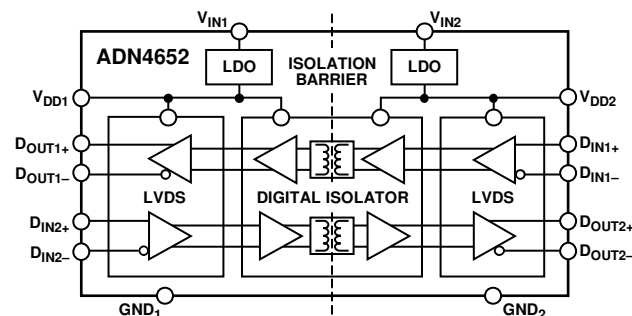 VIN1
VIN2
ADN4652
LDO
ISOLATION
BARRIER
LDO
VDD1
VDD2
DOUT1+
DIN1+
DOUT1–
DIN1–
LVDS
DIGITAL ISOLATOR
LVDS
DIN2+
DOUT2+
DIN2–
DOUT2–
GND1
GND2